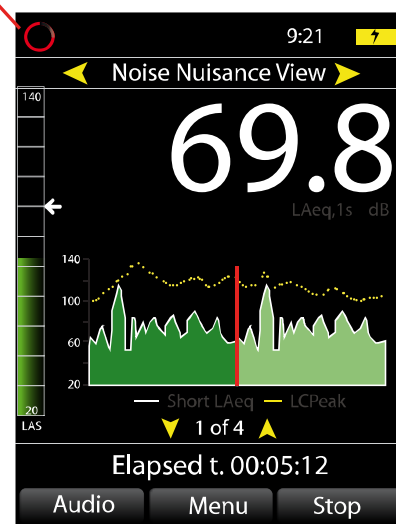 9:21
Noise Nuisance View
140
69.8
LAeq,1s dB
140
100
60
20
20
LAS
Short LAeq LCPeak
1 of 4
Elapsed t. 00:05:12
Audio Menu Stop